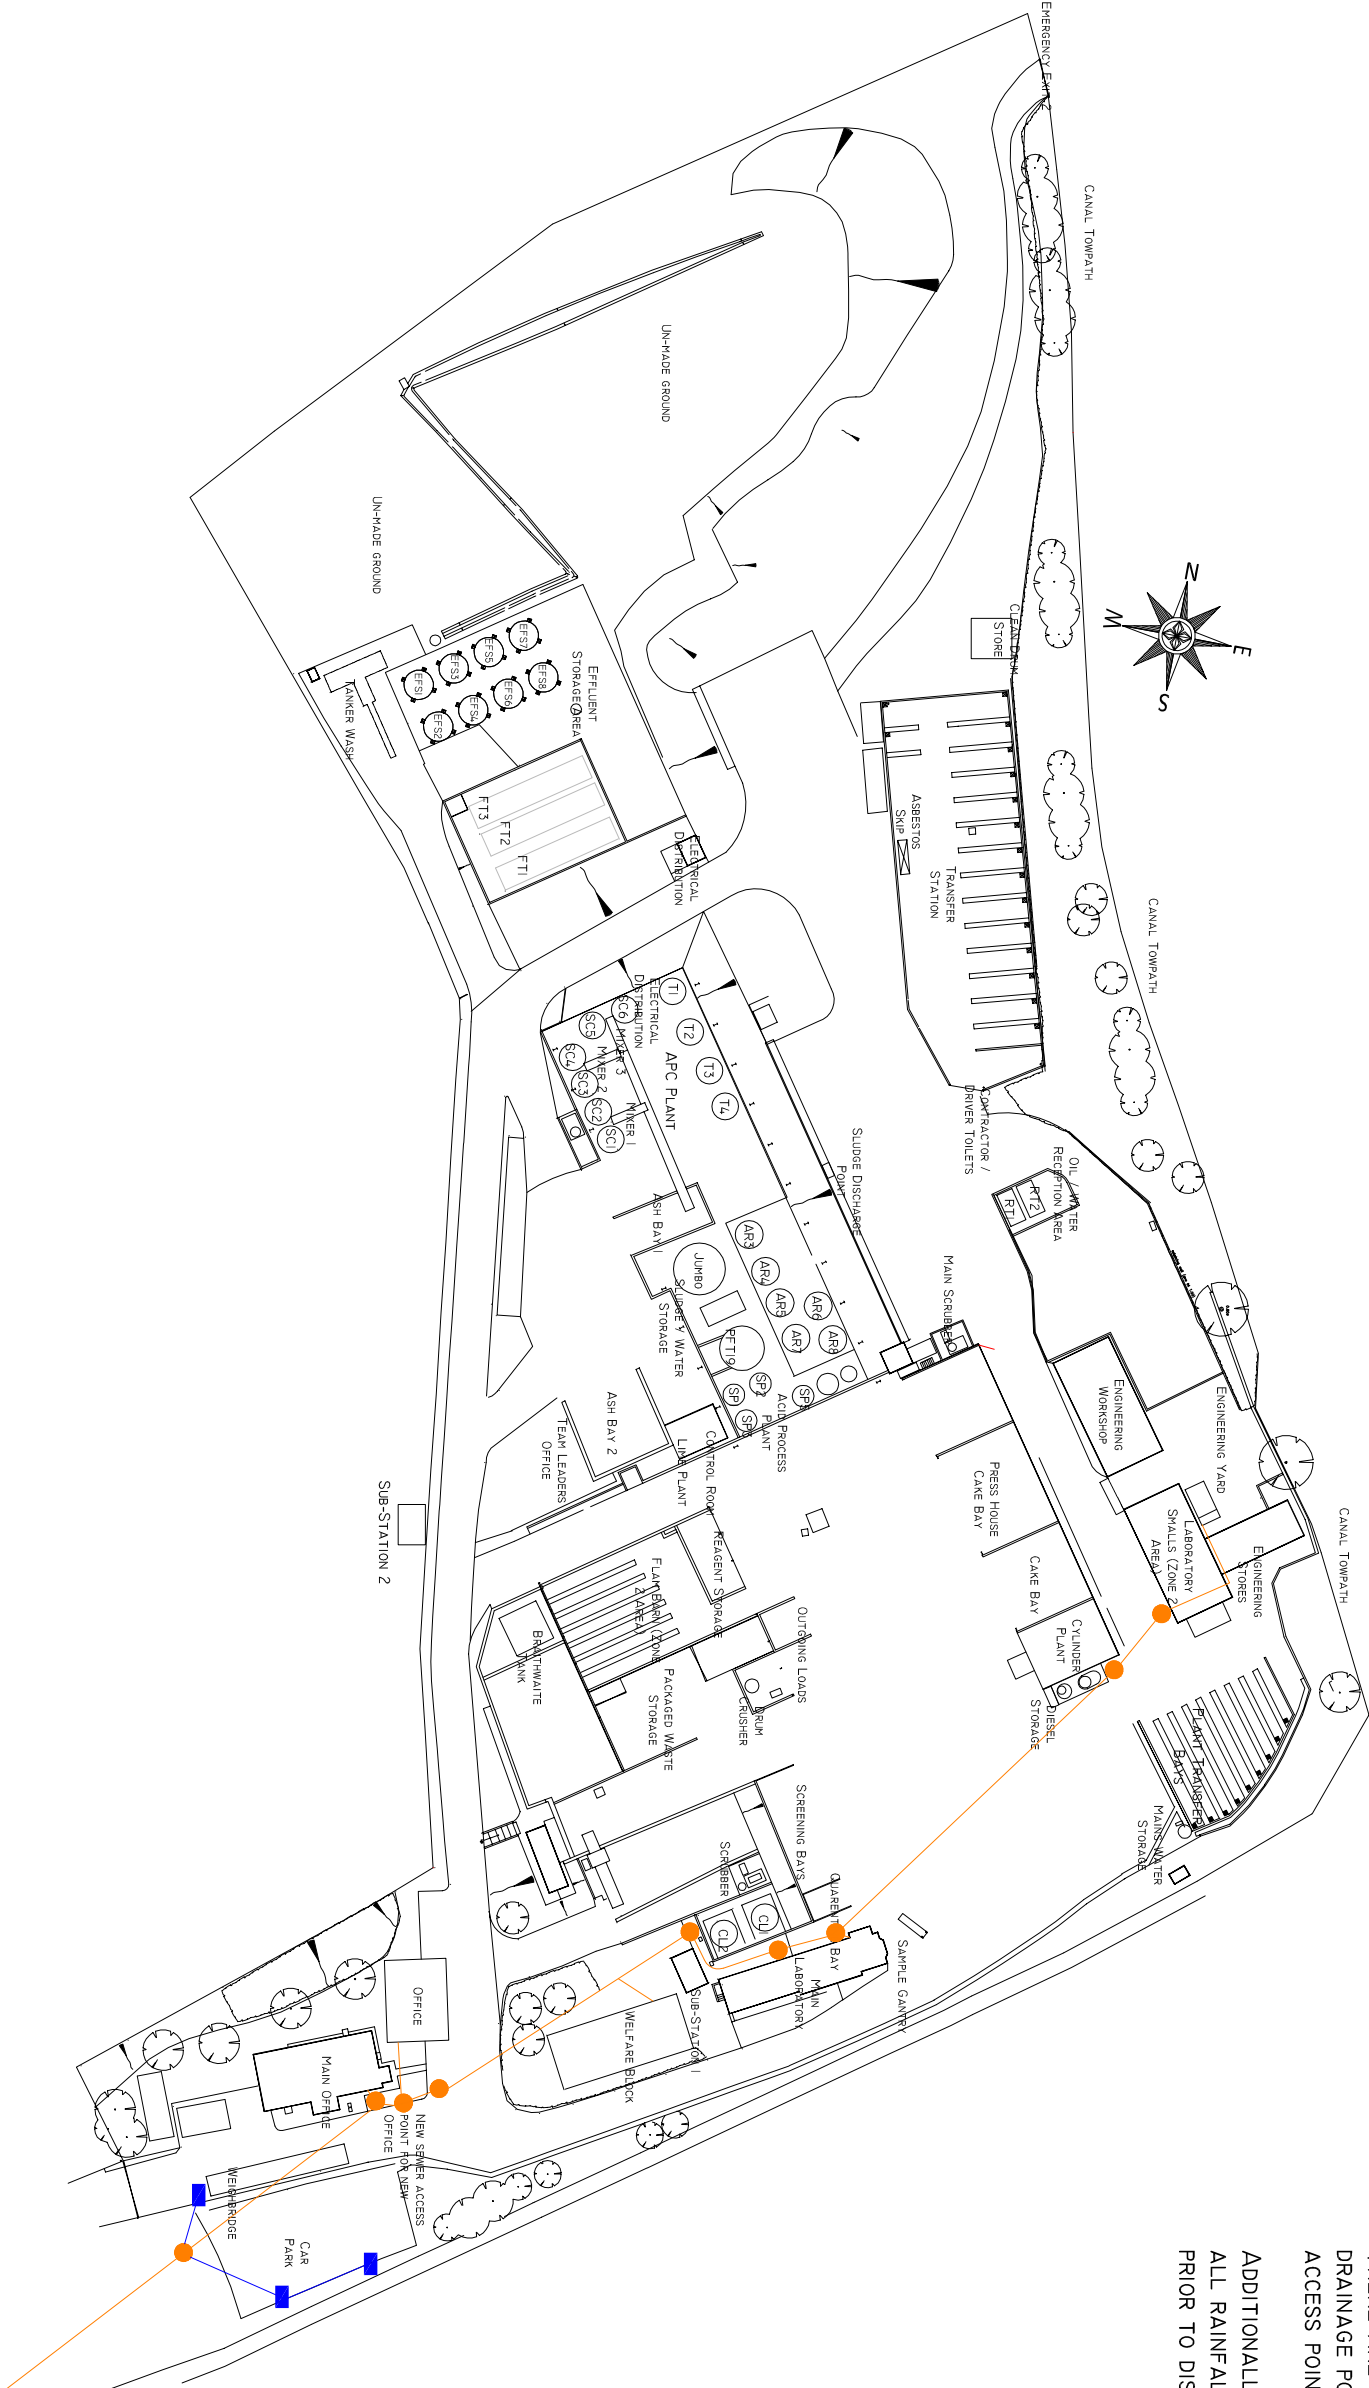 EMERGENCY EXIT 2
CANAL TOWPATH
UN-MADE GROUND
UN-MADE GROUND
N
E
S
W
CLEAN DRUM
STORE
EFFLUENT
STORAGE AREA
EFS7
EFS5
EFS3
EFS1
EFS8
EFS6
EFS4
EFS2
TANKER WASH
FT3
FT2
FT1
ELECTRICAL
DISTRIBUTION
ASBESTOS
SKIP
TRANSFER
STATION
CANAL TOWPATH
ELECTRICAL
DISTRIBUTION
APC PLANT
T1
T2
T3
T4
SC6
SC5
SC4
SC3
SC2
SC1
MIXER 3
MIXER 2
MIXER 1
CONTRACTOR /
DRIVER TOILETS
SLUDGE DISCHARGE
POINT
OIL / WATER
RECEPTION AREA
RT2
RT1
ASH BAY 1
JUMBO
AR3
AR4
AR5
AR6
AR7
AR8
SLUDGE / WATER
STORAGE
PFT19
SP2
SP
ACID PROCESS
PLANT
MAIN SCRUBBER
ENGINEERING
WORKSHOP
ENGINEERING YARD
ASH BAY 2
TEAM LEADERS
OFFICE
LIME PLANT
CONTROL ROOM
REAGENT STORAGE
PRESS HOUSE
CAKE BAY
CAKE BAY
LABORATORY
SMALLS (ZONE 2
AREA)
ENGINEERING
STORES
CANAL TOWPATH
SUB-STATION 2
FLAM BARN (ZONE
2 AREA)
BRAITHWAITE
TANK
PACKAGED WASTE
STORAGE
OUTGOING LOADS
DRUM
CRUSHER
CYLINDER
PLANT
DIESEL
STORAGE
PLANT TRANSFER
BAYS
MAINS WATER
STORAGE
SCREENING BAYS
SCRUBBER
CL1
CL2
BAY
MAIN
LABORATORY
SAMPLE GANTRY
SUB-STATION 1
WELFARE BLOCK
OFFICE
MAIN OFFICE
NEW SEWER ACCESS
POINT FOR NEW
OFFICE
WEIGHBRIDGE
CAR
PARK
DRAINAGE
ACCESS
ALL
PRIOR TO